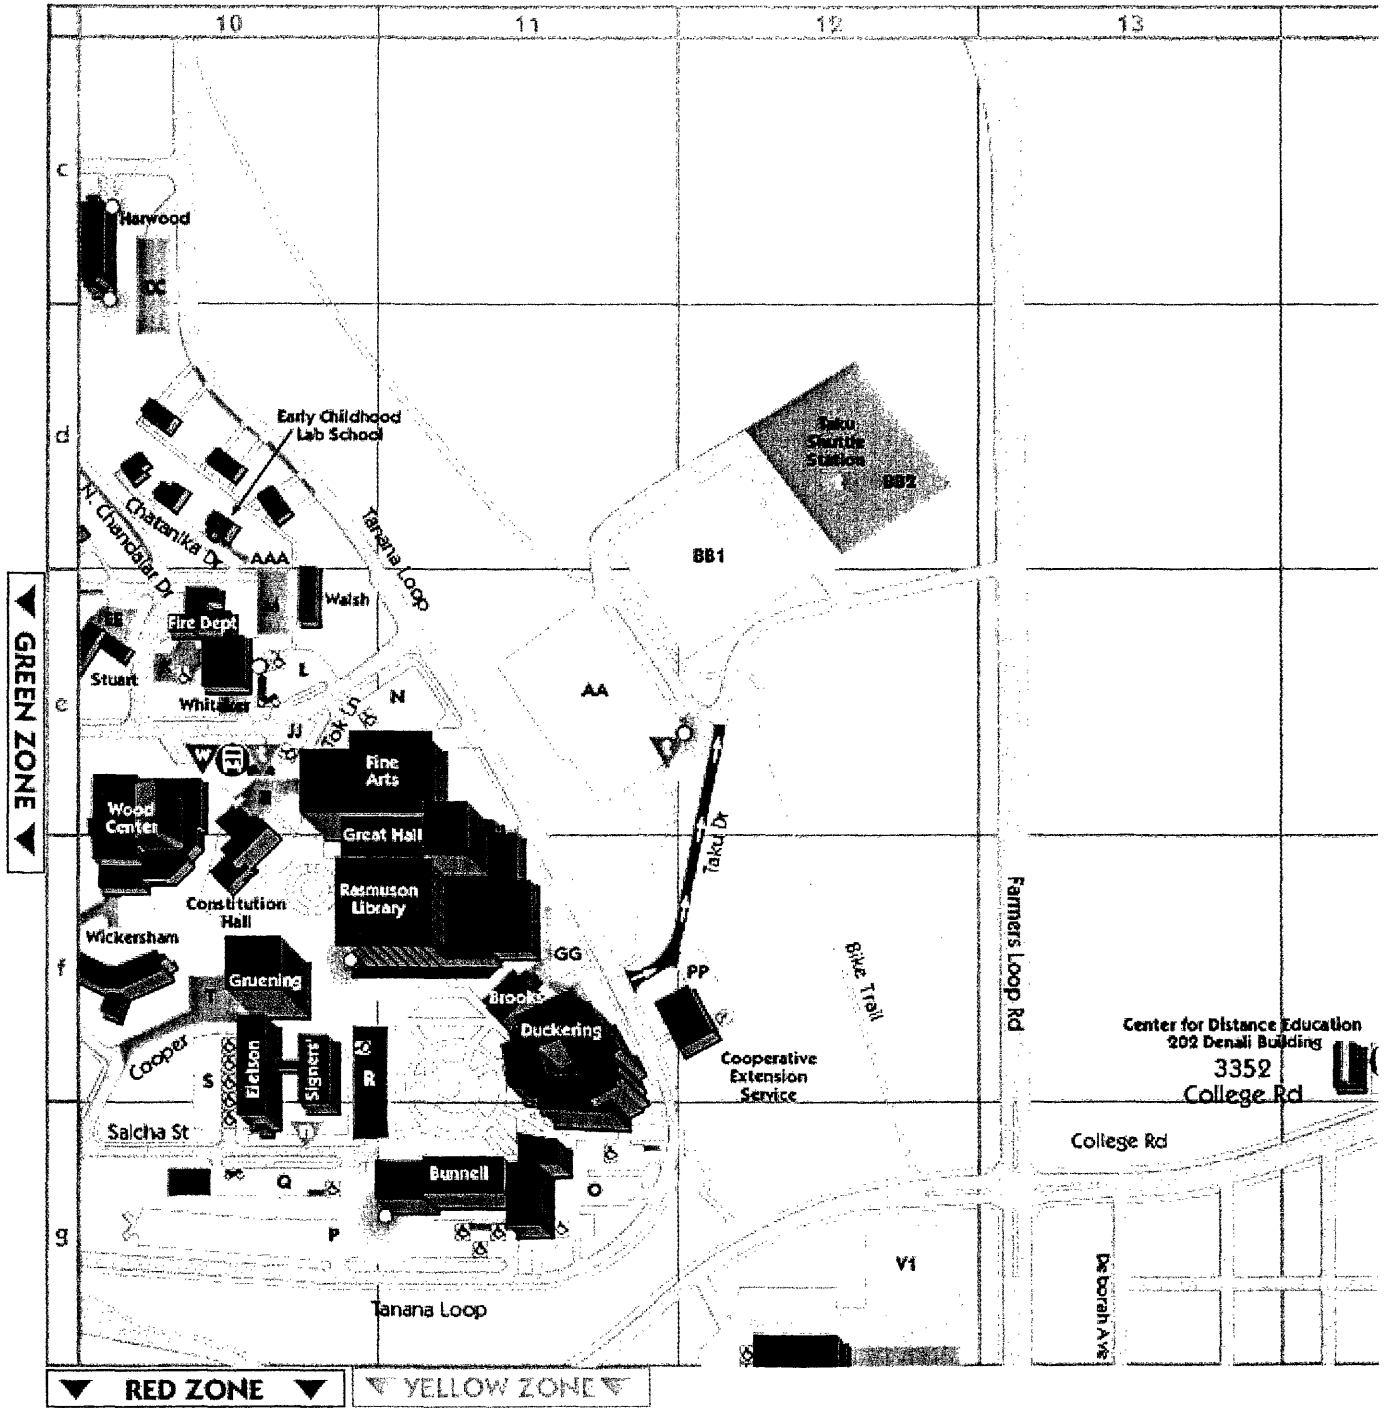 10 11 12 13
c
Harwood
d
Early Childhood
Lab School
Taku
Shuttle
Station
BB2
N. Chandalar Dr
Chatanika Dr
AAA
Tanana Loop
BB1
Walsh
Fire Dept
Stuart
L
Whitaker
e
N
AA
JJ
Tok Ln
W
Fine
Arts
Wood
Center
Great Hall
Taku Dr
Rasmuson
Library
Constitution
Hall
Wickersham
f
Gruening
T
GG
PP
Brooks
Duckering
Bike Trail
Farmers Loop Rd
Cooper
S
Eielson
Signers'
R
Cooperative
Extension
Service
Center for Distance Education
202 Denali Building
3352
College Rd
Salcha St
College Rd
Bunnell
Q
O
P
g
V1
Deborah Ave
Tanana Loop
GREEN ZONE
RED ZONE
YELLOW ZONE